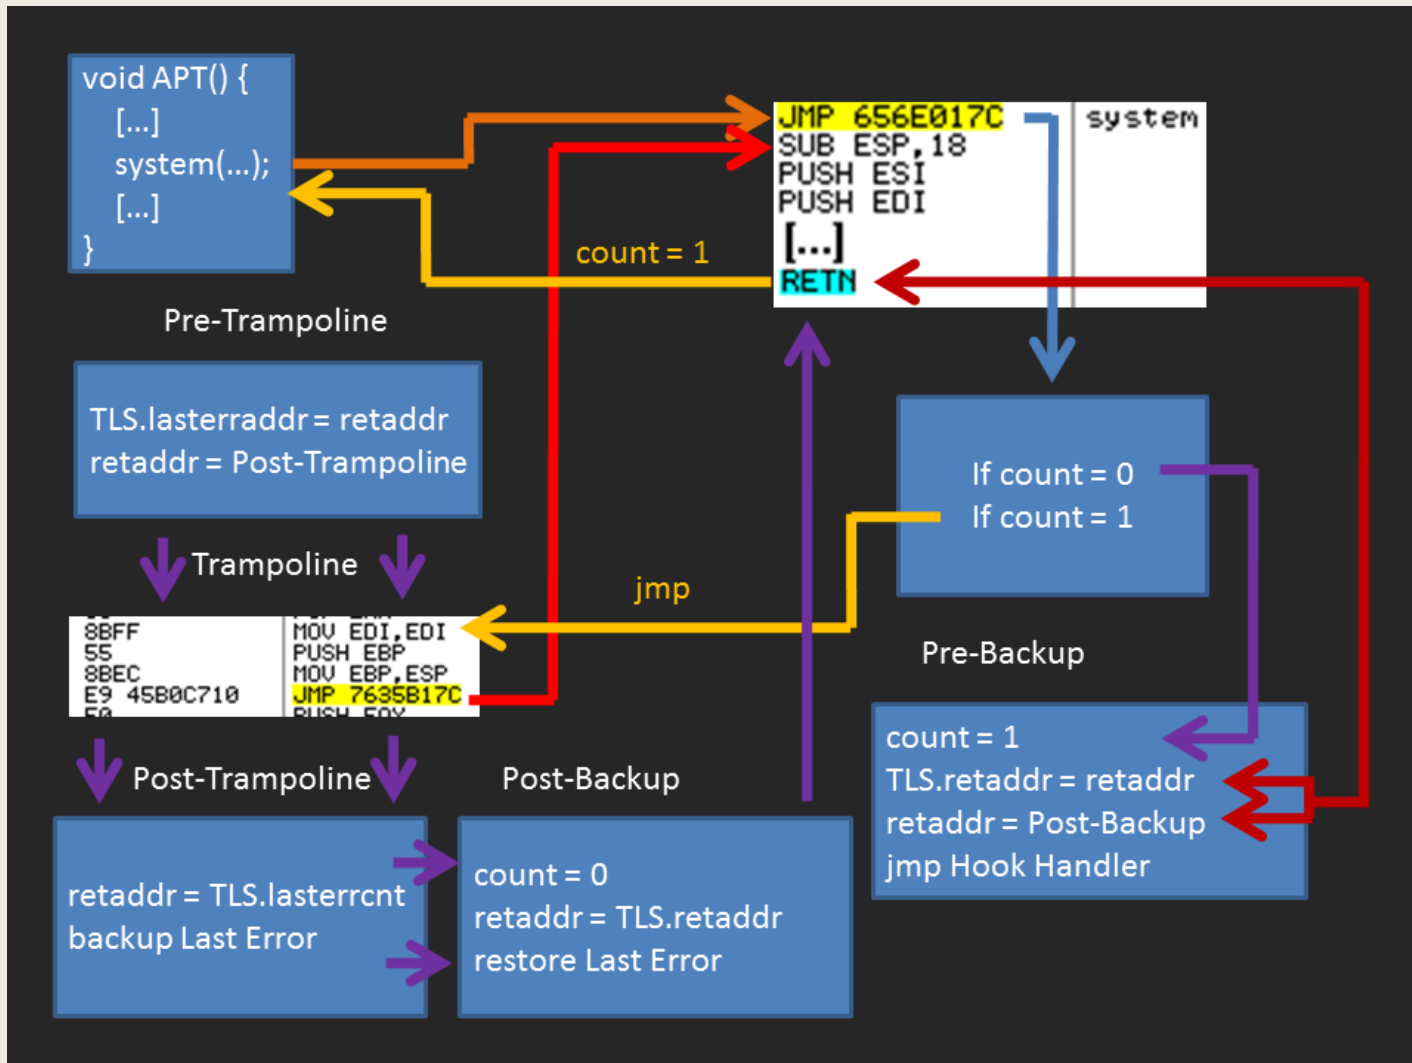 void APT() {
[...]
system(...);
[...]
}
JMP 656E017C
system
SUB ESP,18
PUSH ESI
PUSH EDI
[...]
RETN
count = 1
Pre-Trampoline
TLS.lasterraddr = retaddr
retaddr = Post-Trampoline
If count = 0
If count = 1
Trampoline
jmp
8BFF MOV EDI,EDI
55 PUSH EBP
8BEC MOV EBP,ESP
E9 45B0C710 JMP 7635B17C
Pre-Backup
count = 1
TLS.retaddr = retaddr
retaddr = Post-Backup
jmp Hook Handler
Post-Trampoline
Post-Backup
retaddr = TLS.lasterrcnt
backup Last Error
count = 0
retaddr = TLS.retaddr
restore Last Error